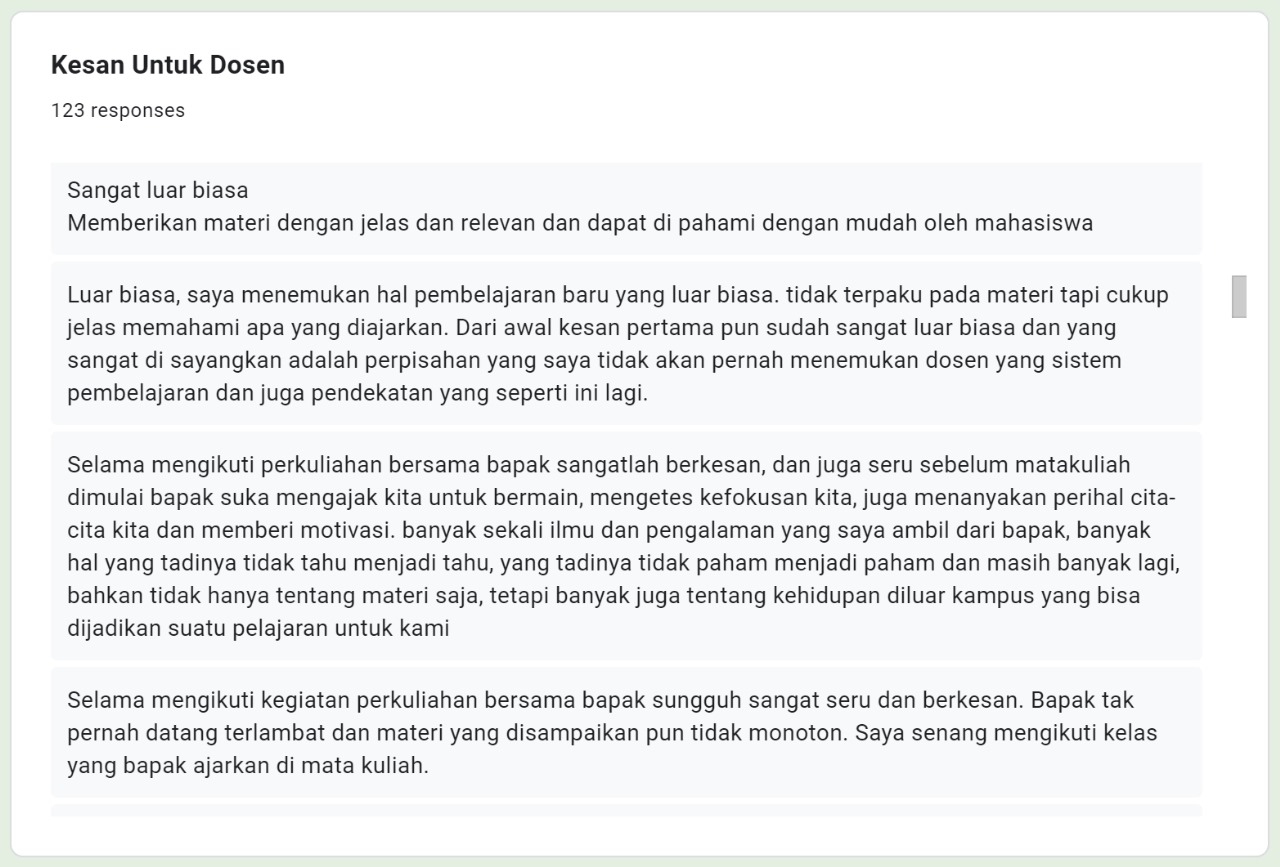 Kesan Untuk Dosen
123 responses
Sangat luar biasa
Memberikan materi dengan jelas dan relevan dan dapat di pahami dengan mudah oleh mahasiswa
Luar biasa, saya menemukan hal pembelajaran baru yang luar biasa. tidak terpaku pada materi tapi cukup
jelas memahami apa yang diajarkan. Dari awal kesan pertama pun sudah sangat luar biasa dan yang
sangat di sayangkan adalah perpisahan yang saya tidak akan pernah menemukan dosen yang sistem
pembelajaran dan juga pendekatan yang seperti ini lagi.
Selama mengikuti perkuliahan bersama bapak sangatlah berkesan, dan juga seru sebelum matakuliah
dimulai bapak suka mengajak kita untuk bermain, mengetes kefokusan kita, juga menanyakan perihal cita-
cita kita dan memberi motivasi. banyak sekali ilmu dan pengalaman yang saya ambil dari bapak, banyak
hal yang tadinya tidak tahu menjadi tahu, yang tadinya tidak paham menjadi paham dan masih banyak lagi,
bahkan tidak hanya tentang materi saja, tetapi banyak juga tentang kehidupan diluar kampus yang bisa
dijadikan suatu pelajaran untuk kami
Selama mengikuti kegiatan perkuliahan bersama bapak sungguh sangat seru dan berkesan. Bapak tak
pernah datang terlambat dan materi yang disampaikan pun tidak monoton. Saya senang mengikuti kelas
yang bapak ajarkan di mata kuliah.